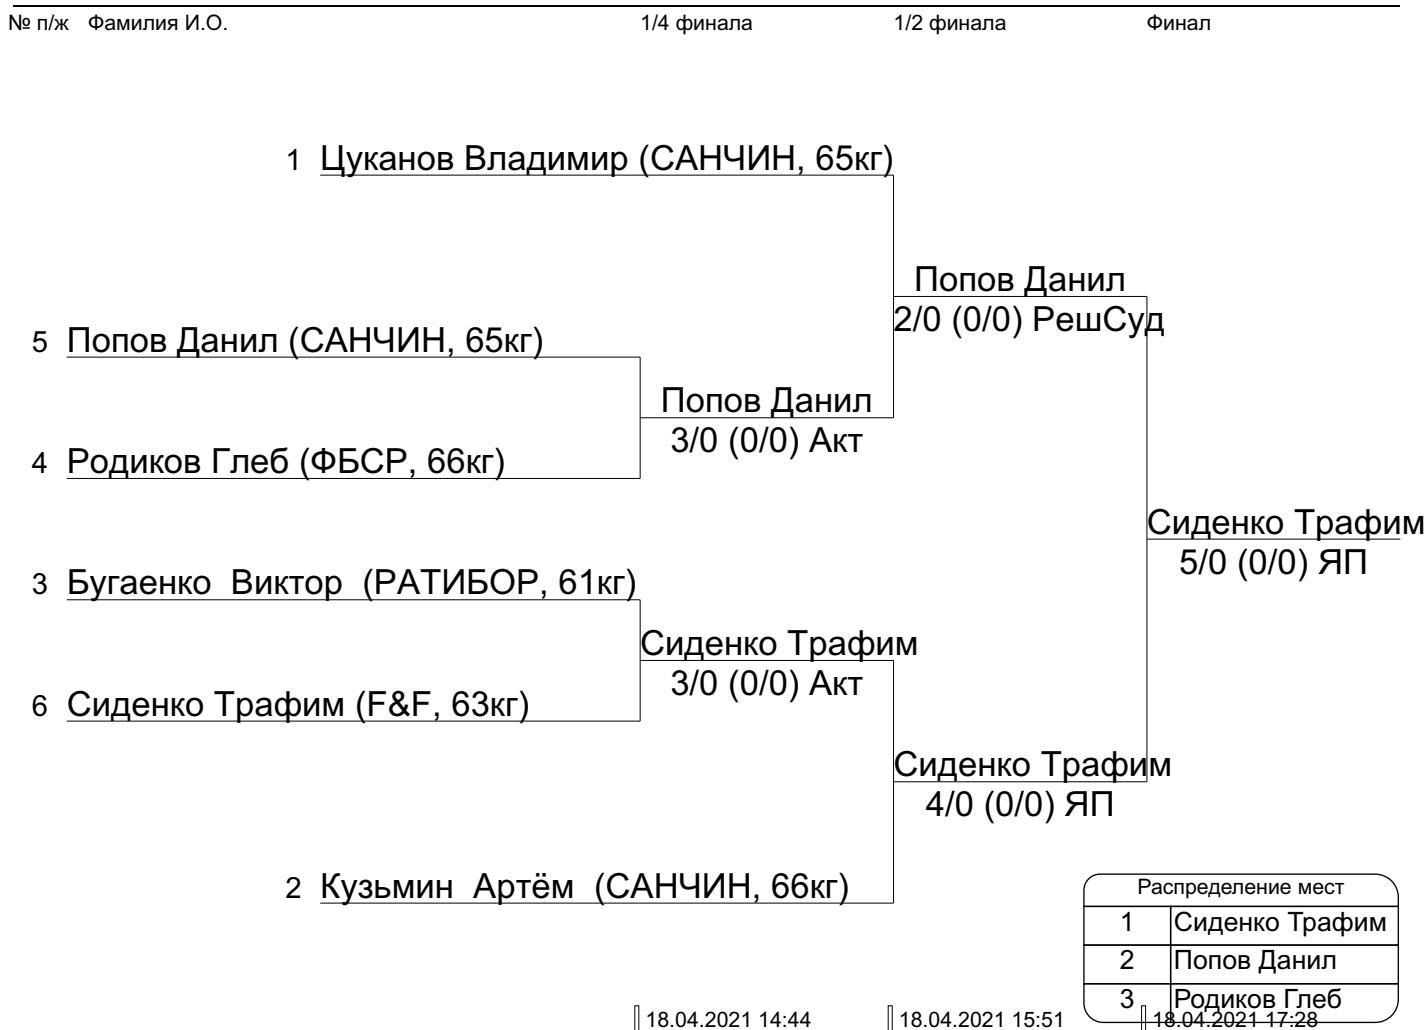 № п/ж Фамилия И.О. 1/4 финала 1/2 финала Финал
1 Цуканов Владимир (САНЧИН, 65кг)
Попов Данил
2/0 (0/0) РешСуд
5 Попов Данил (САНЧИН, 65кг)
Попов Данил
3/0 (0/0) Акт
4 Родиков Глеб (ФБСР, 66кг)
Сиденко Трафим
5/0 (0/0) ЯП
3 Бугаенко Виктор (РАТИБОР, 61кг)
Сиденко Трафим
3/0 (0/0) Акт
6 Сиденко Трафим (F&F, 63кг)
Сиденко Трафим
4/0 (0/0) ЯП
2 Кузьмин Артём (САНЧИН, 66кг)
Распределение мест
1 Сиденко Трафим
2 Попов Данил
3 Родиков Глеб
18.04.2021 14:44 18.04.2021 15:51 18.04.2021 17:28